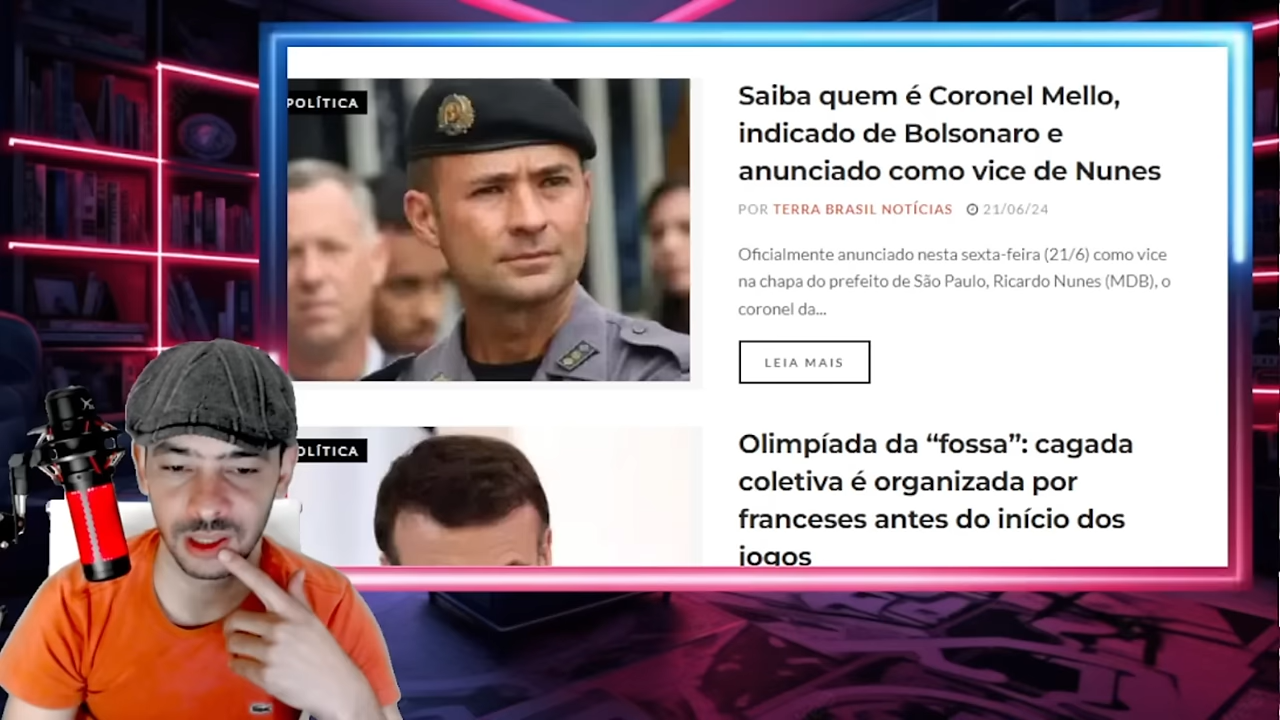 POLÍTICA
Saiba quem é Coronel Mello,
indicado de Bolsonaro e
anunciado como vice de Nunes
POR TERRA BRASIL NOTÍCIAS 21/06/24
Oficialmente anunciado nesta sexta-feira (21/6) como vice
na chapa do prefeito de São Paulo, Ricardo Nunes (MDB), o
coronel da...
LEIA MAIS
OLÍTICA
Olimpíada da “fossa”: cagada
coletiva é organizada por
franceses antes do início dos
jogos